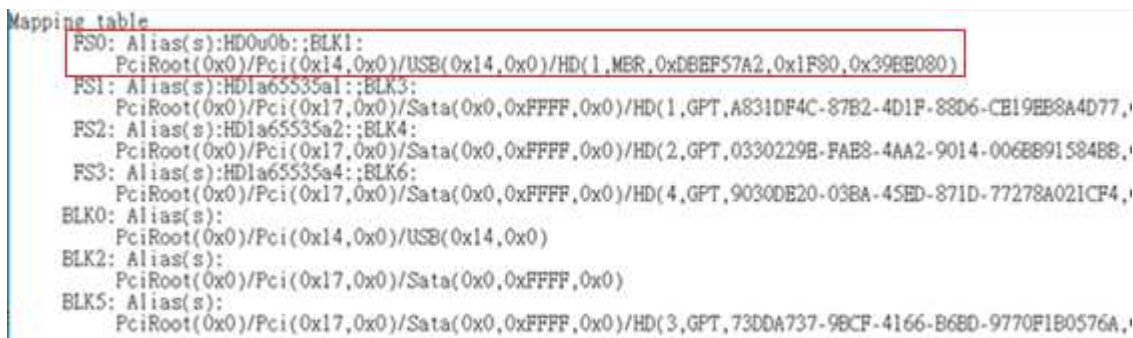 Mapping table
FS0: Alias(s):HD0u0b:;BLK1:
PciRoot(0x0)/Pci(0x14,0x0)/USB(0x14,0x0)/HD(1,MBR,0xDBEF57A2,0x1F80,0x39BE080)
FS1: Alias(s):HD1a65535a1:;BLK3:
PciRoot(0x0)/Pci(0x17,0x0)/Sata(0x0,0xFFFF,0x0)/HD(1,GPT,A831DF4C-87B2-4D1F-88D6-CE19EB8A4D77,
FS2: Alias(s):HD1a65535a2:;BLK4:
PciRoot(0x0)/Pci(0x17,0x0)/Sata(0x0,0xFFFF,0x0)/HD(2,GPT,0330229E-FAE8-4AA2-9014-006BB91584BB,
FS3: Alias(s):HD1a65535a4:;BLK6:
PciRoot(0x0)/Pci(0x17,0x0)/Sata(0x0,0xFFFF,0x0)/HD(4,GPT,9030DE20-03BA-45ED-871D-77278A021CF4,
BLK0: Alias(s):
PciRoot(0x0)/Pci(0x14,0x0)/USB(0x14,0x0)
BLK2: Alias(s):
PciRoot(0x0)/Pci(0x17,0x0)/Sata(0x0,0xFFFF,0x0)
BLK5: Alias(s):
PciRoot(0x0)/Pci(0x17,0x0)/Sata(0x0,0xFFFF,0x0)/HD(3,GPT,73DDA737-9BCF-4166-B6BD-9770F1B0576A,